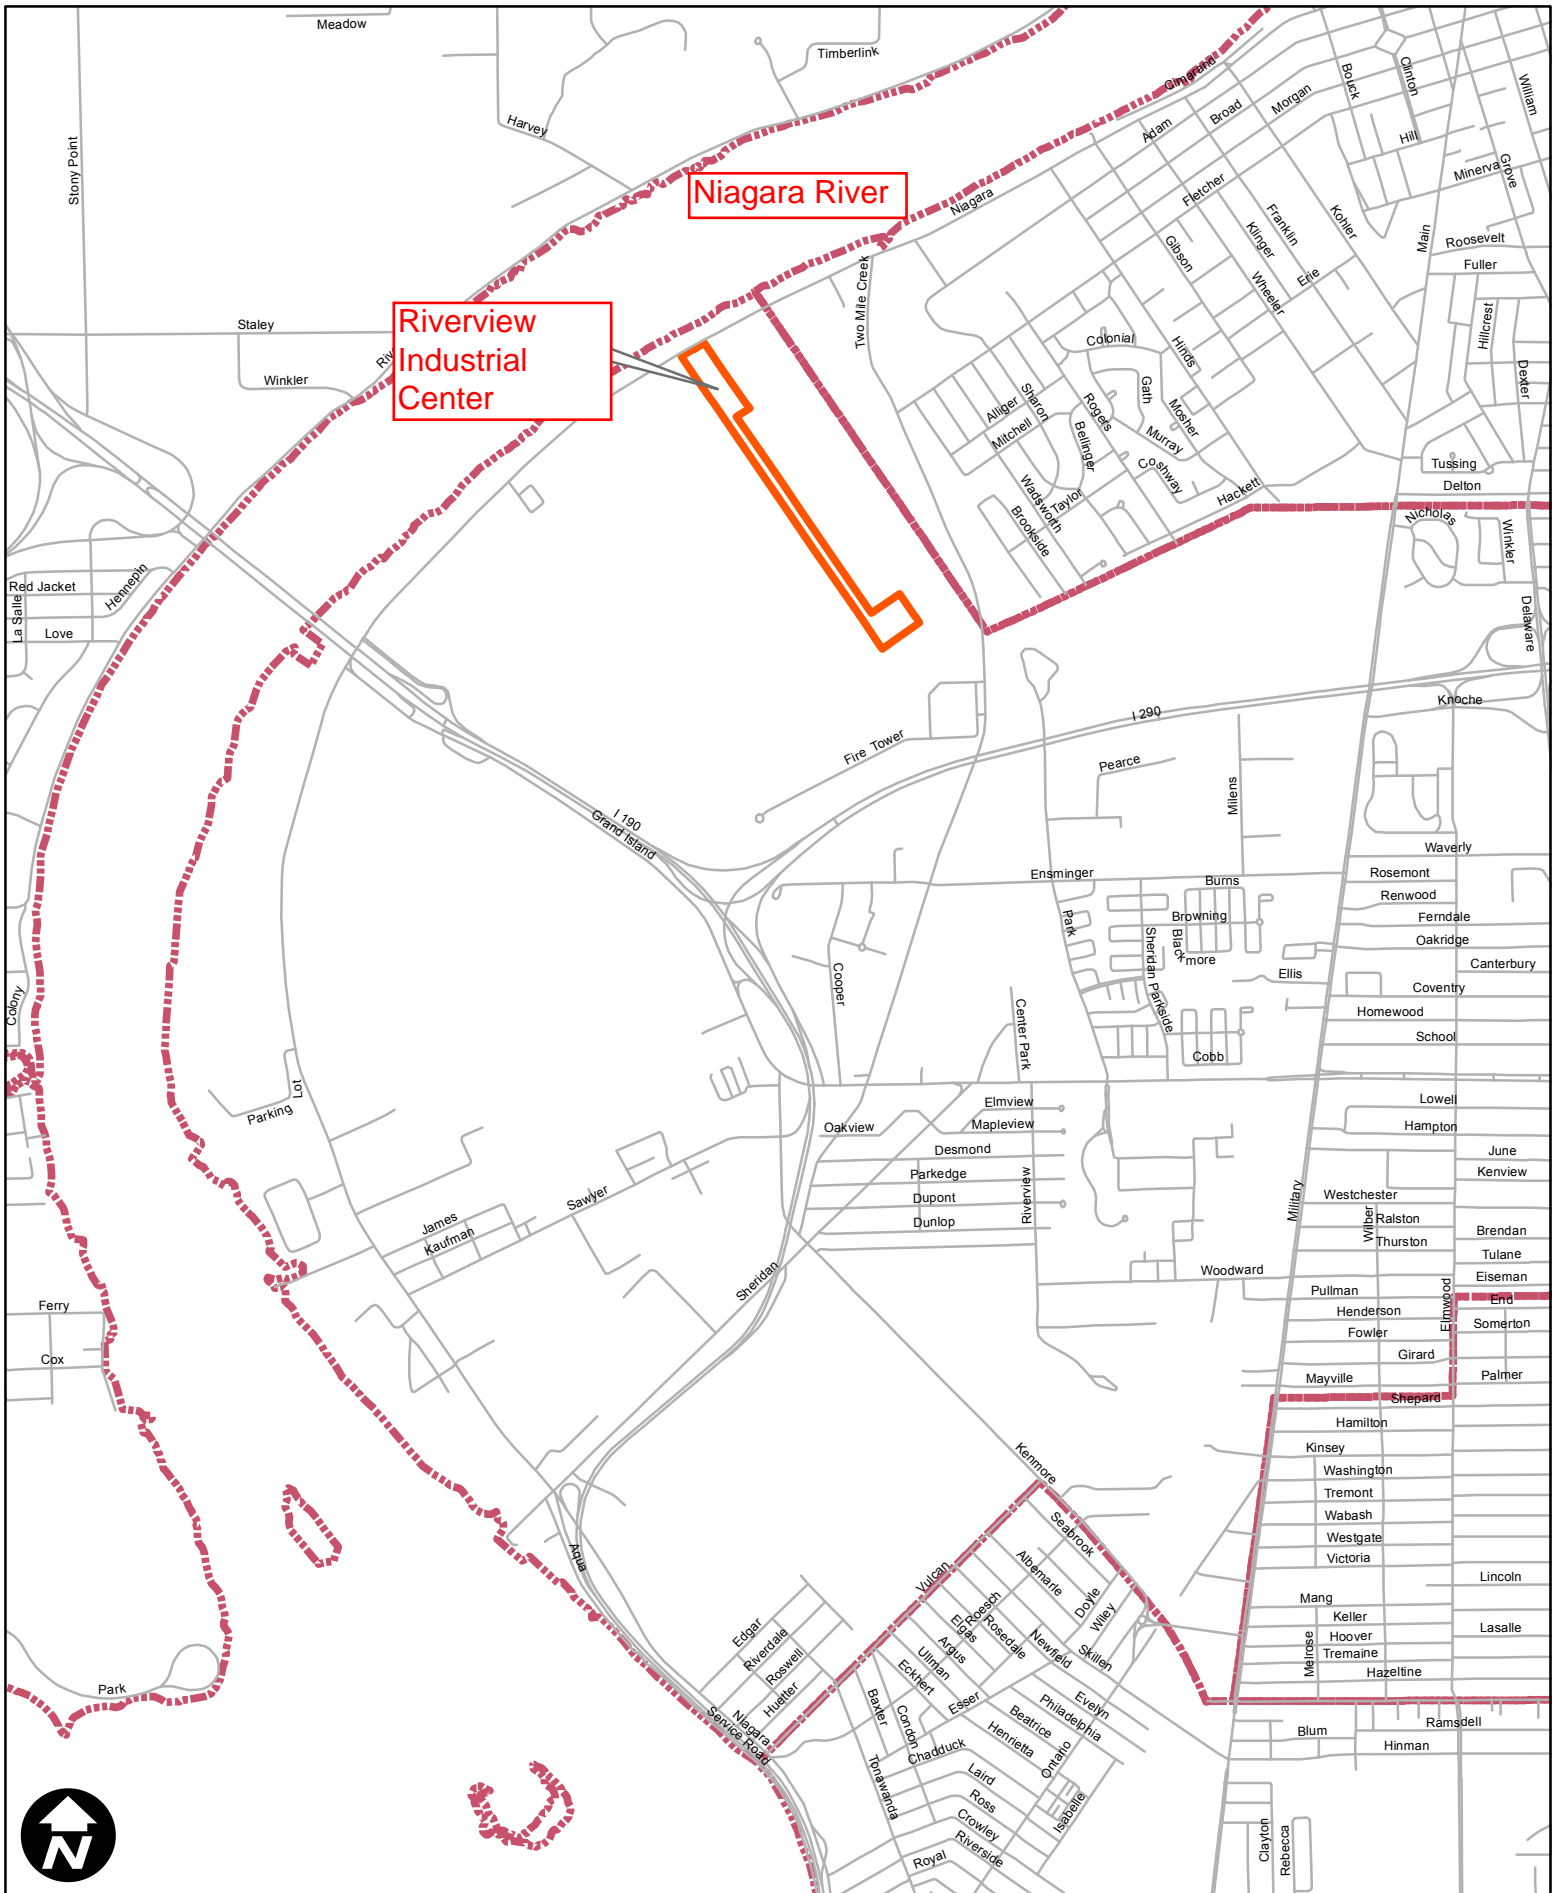 Meadow
Timberlink
Harvey
Stony Point
Cimarand
Bouck
Clinton
William
Adam
Broad
Morgan
Hill
Minerva
Grove
Niagara River
Niagara
Fletcher
Franklin
Kohler
Klinger
Gibson
Main
Roosevelt
Fuller
Erie
Wheeler
Two Mile Creek
Staley
Riverview
Industrial
Center
Riv
Winkler
Colonial
Hinds
Hillcrest
Dexter
Gath
Sharon
Alliger
Rogers
Mosher
Mitchell
Bellinger
Murray
Coshway
Tussing
Delton
Hackett
Wadsworth
Taylor
Brookside
Nicholas
Winkler
Red Jacket
Hennepin
La Salle
Love
Delaware
Knoche
I 290
Fire Tower
Pearce
Milens
I 190
Grand Island
Waverly
Ensminger
Burns
Rosemont
Renwood
Park
Browning
Ferndale
Blackmore
Sheridan Parkside
Oakridge
Canterbury
Cooper
Ellis
Coventry
Colony
Center Park
Homewood
School
Cobb
Lot
Parking
Elmview
Lowell
Oakview
Mapleview
Hampton
Desmond
June
Parkedge
Kenview
Sawyer
Dupont
Riverview
Military
Westchester
James
Dunlop
Wilber
Ralston
Kaufman
Thurston
Brendan
Tulane
Sheridan
Woodward
Eiseman
Pullman
Elmwood
End
Ferry
Henderson
Somerton
Fowler
Cox
Girard
Mayville
Palmer
Shepard
Hamilton
Kenmore
Kinsey
Washington
Tremont
Seabrook
Wabash
Westgate
Aqua
Albemarle
Victoria
Vulcan
Lincoln
Doyle
Mang
Roesch
Wiley
Elgas
Keller
Edgar
Rosedale
Newfield
Hoover
Lasalle
Riverdale
Argus
Skillen
Melrose
Tremaine
Roswell
Ullman
Hazeltine
Park
Eckhert
Huetter
Baxter
Esser
Evelyn
Niagara
Condon
Philadelphia
Service Road
Beatrice
Ramsdell
Blum
Henrietta
Hinman
Chadduck
Ontario
Tonawanda
Laird
Ross
Isabelle
Crowley
Riverside
Clayton
Rebecca
Royal
N